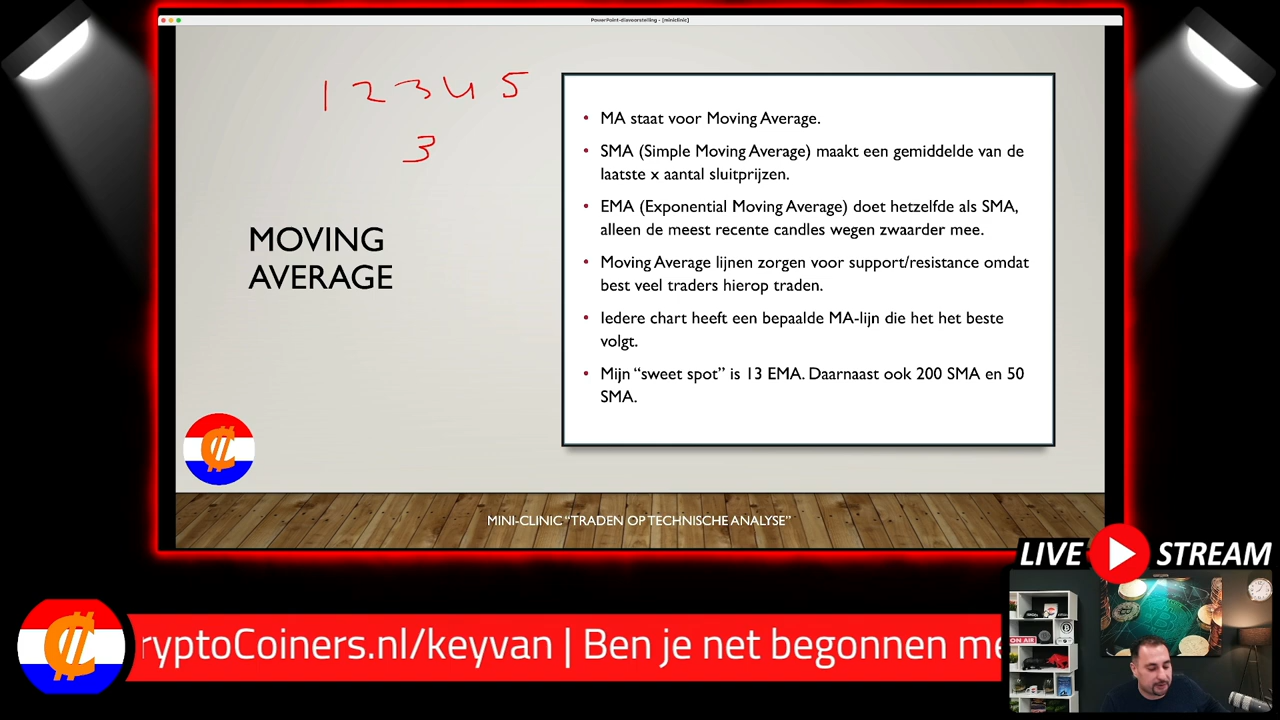 PowerPoint-diavoorstelling - [miniclinic]
1 2 3 4 5
3
MOVING
AVERAGE
• MA staat voor Moving Average.
• SMA (Simple Moving Average) maakt een gemiddelde van de
laatste x aantal sluitprijzen.
• EMA (Exponential Moving Average) doet hetzelfde als SMA,
alleen de meest recente candles wegen zwaarder mee.
• Moving Average lijnen zorgen voor support/resistance omdat
best veel traders hierop traden.
• Iedere chart heeft een bepaalde MA-lijn die het het beste
volgt.
• Mijn “sweet spot” is 13 EMA. Daarnaast ook 200 SMA en 50
SMA.
MINI-CLINIC “TRADEN OP TECHNISCHE ANALYSE”
LIVE STREAM
ryptoCoiners.nl/keyvan | Ben je net begonnen me
ON AIR